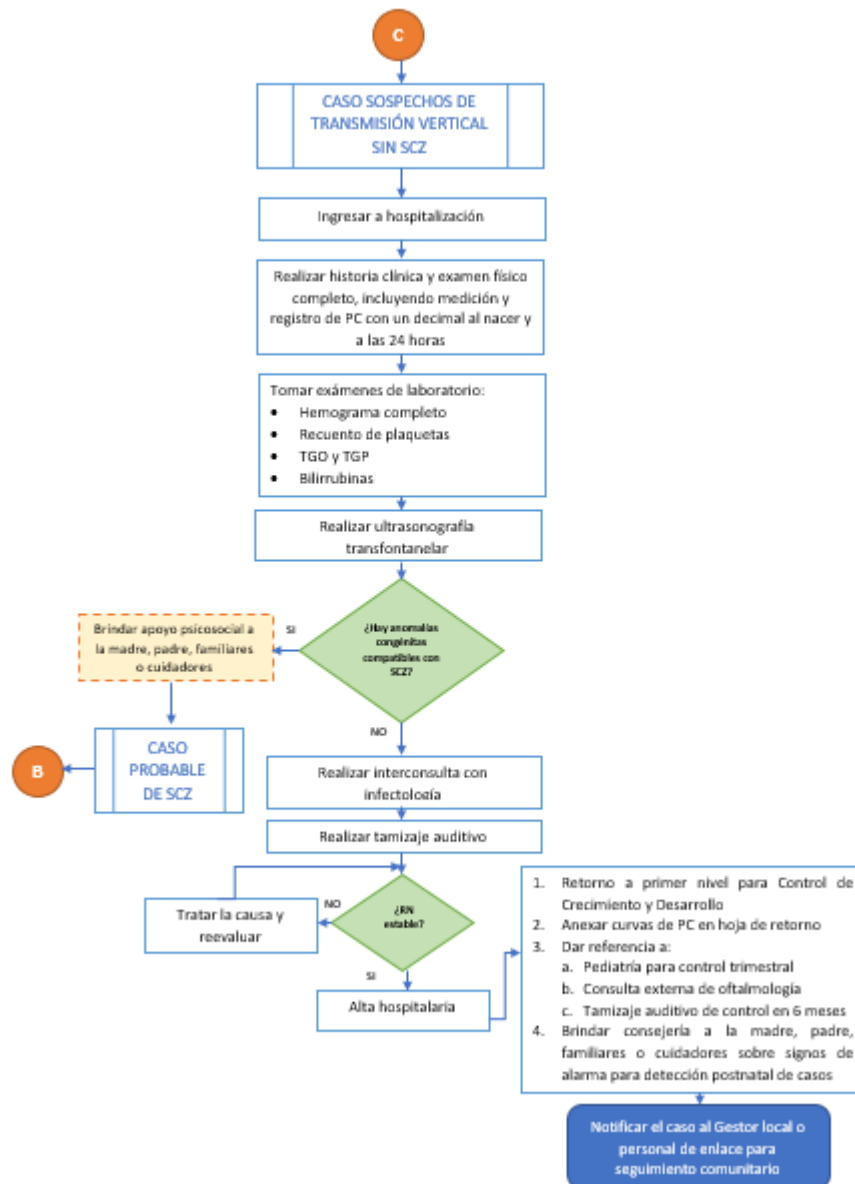 C
CASO SOSPECHOS DE
TRANSMISIÓN VERTICAL
SIN SCZ
Ingresar a hospitalización
Realizar historia clínica y examen físico
completo, incluyendo medición y
registro de PC con un decimal al nacer y
a las 24 horas
Tomar exámenes de laboratorio:
• Hemograma completo
• Recuento de plaquetas
• TGO y TGP
• Bilirrubinas
Realizar ultrasonografía
transfontanelar
¿Hay anomalías
congénitas
compatibles con
SCZ?
SI
Brindar apoyo psicosocial a
la madre, padre, familiares
o cuidadores
CASO
PROBABLE
DE SCZ
B
NO
Realizar interconsulta con
infectología
Realizar tamizaje auditivo
¿RN
estable?
NO
Tratar la causa y
reevaluar
SI
Alta hospitalaria
1. Retorno a primer nivel para Control de
Crecimiento y Desarrollo
2. Anexar curvas de PC en hoja de retorno
3. Dar referencia a:
a. Pediatría para control trimestral
b. Consulta externa de oftalmología
c. Tamizaje auditivo de control en 6 meses
4. Brindar consejería a la madre, padre,
familiares o cuidadores sobre signos de
alarma para detección postnatal de casos
Notificar el caso al Gestor local o
personal de enlace para
seguimiento comunitario